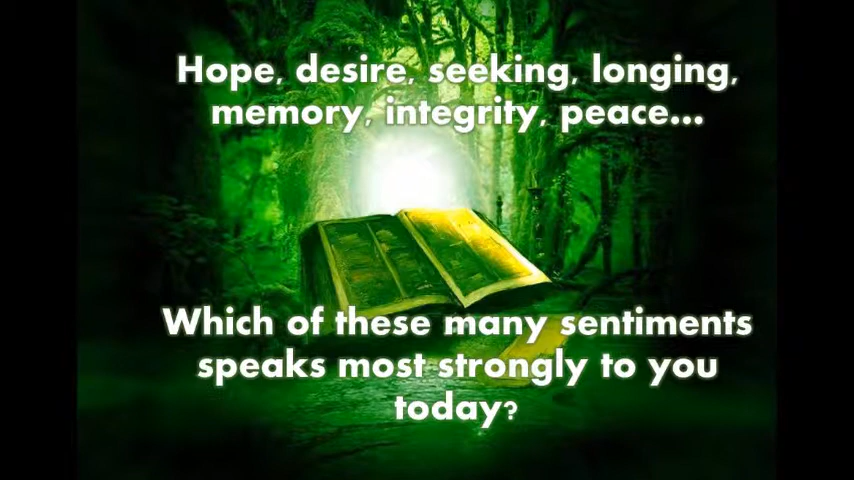 Hope, desire, seeking, longing,
memory, integrity, peace...
Which of these many sentiments
speaks most strongly to you
today?